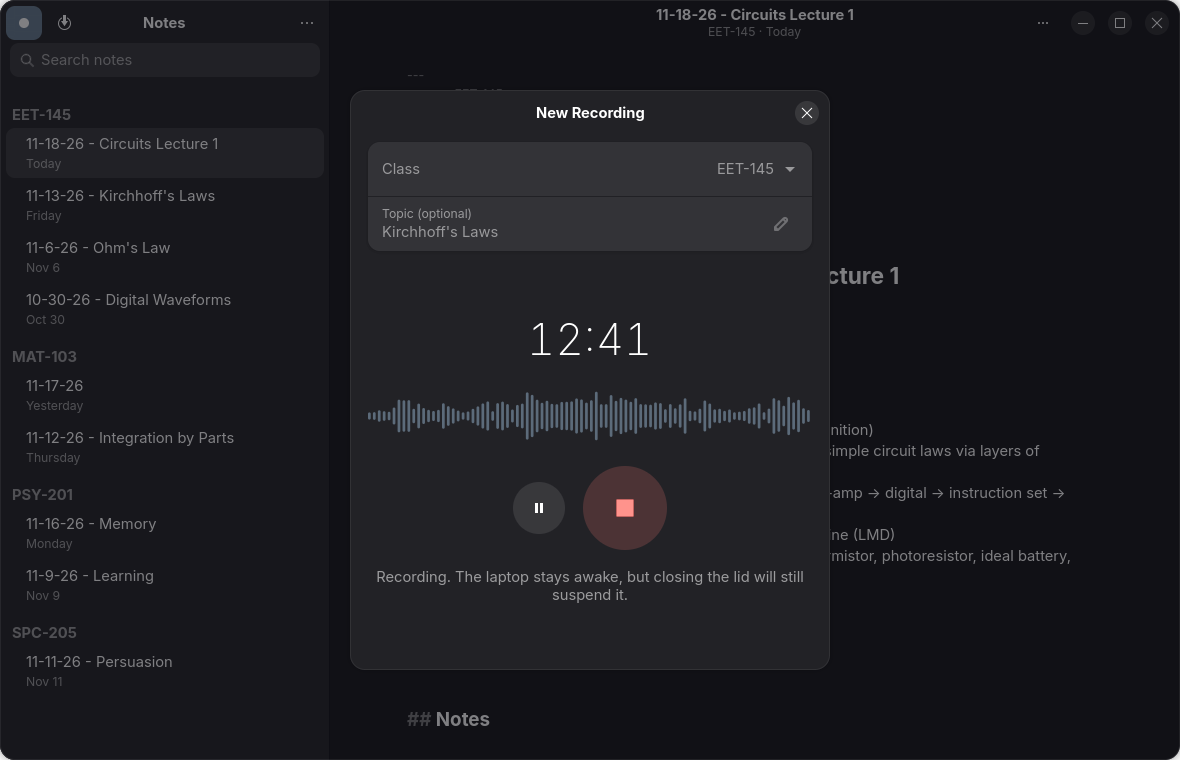 Notes
Search notes
EET-145
11-18-26 - Circuits Lecture 1
Today
11-13-26 - Kirchhoff's Laws
Friday
11-6-26 - Ohm's Law
Nov 6
10-30-26 - Digital Waveforms
Oct 30
MAT-103
11-17-26
Yesterday
11-12-26 - Integration by Parts
Thursday
PSY-201
11-16-26 - Memory
Monday
11-9-26 - Learning
Nov 9
SPC-205
11-11-26 - Persuasion
Nov 11
11-18-26 - Circuits Lecture 1
EET-145 · Today
---
New Recording
Class EET-145
Topic (optional)
Kirchhoff's Laws
12:41
Recording. The laptop stays awake, but closing the lid will still
suspend it.
cture 1
nition)
simple circuit laws via layers of
-amp → digital → instruction set →
ne (LMD)
mistor, photoresistor, ideal battery,
## Notes